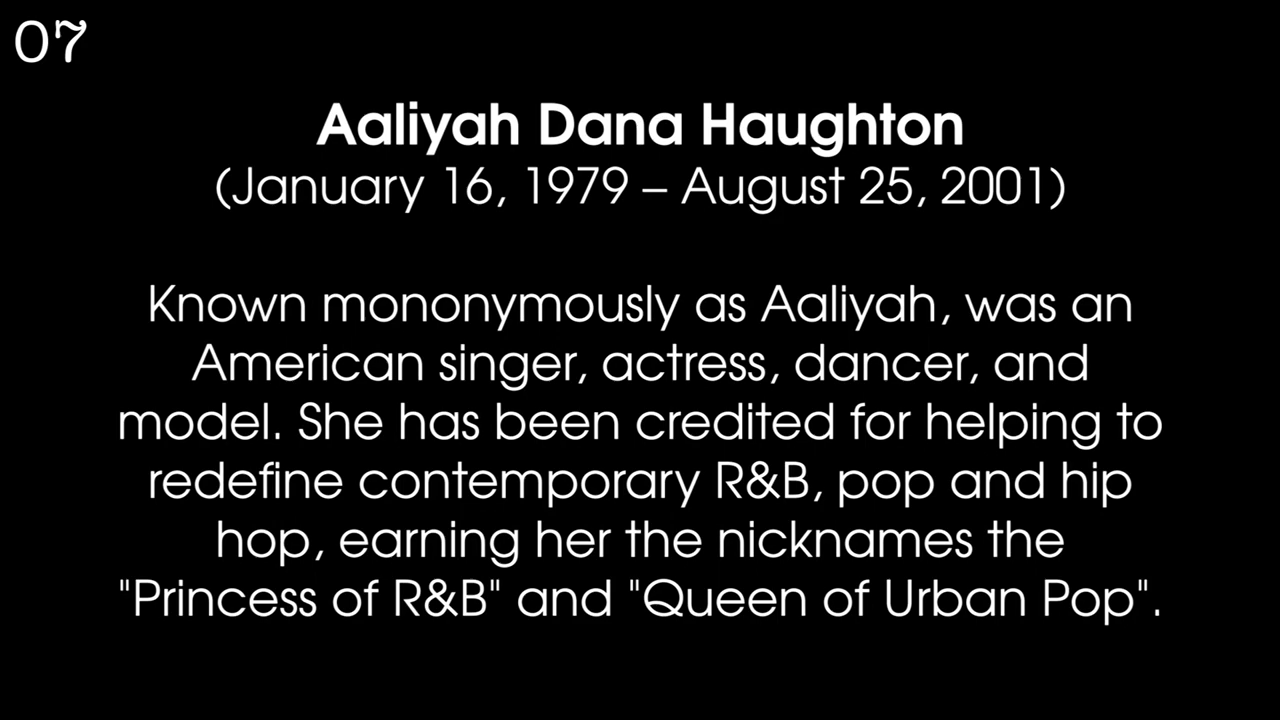 07
Aaliyah Dana Haughton
(January 16, 1979 – August 25, 2001)
Known mononymously as Aaliyah, was an
American singer, actress, dancer, and
model. She has been credited for helping to
redefine contemporary R&B, pop and hip
hop, earning her the nicknames the
"Princess of R&B" and "Queen of Urban Pop".